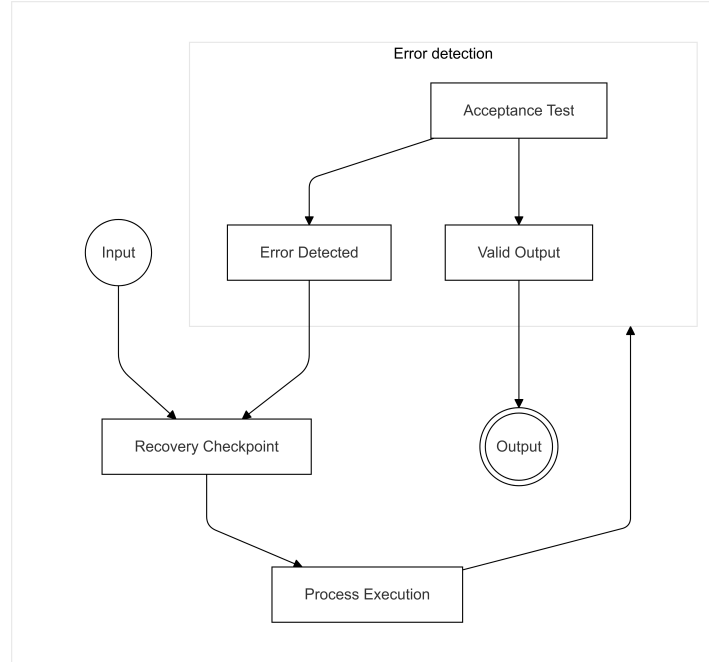 Error detection
Acceptance Test
Input
Error Detected
Valid Output
Recovery Checkpoint
Output
Process Execution